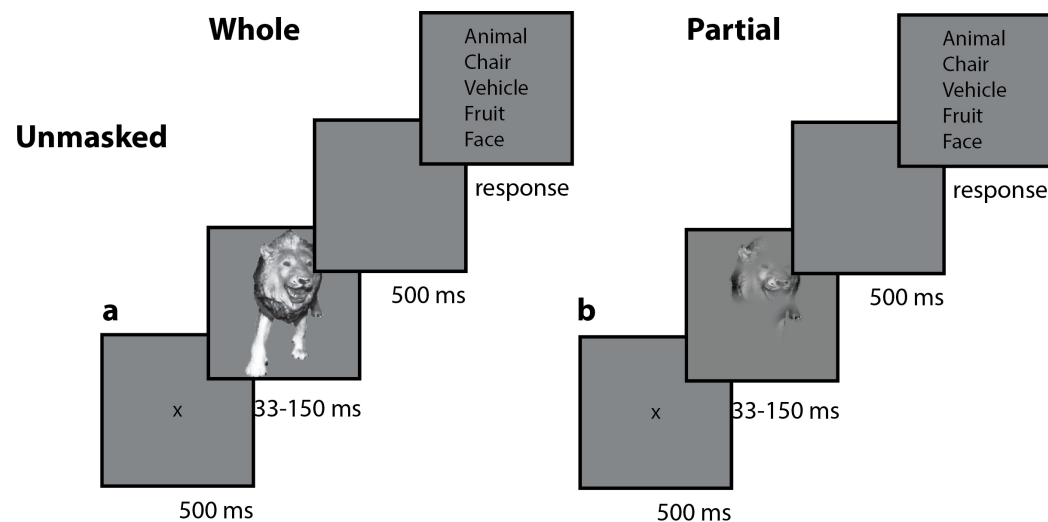 Whole
Partial
Unmasked
a
Animal
Chair
Vehicle
Fruit
Face
response
500 ms
33-150 ms
x
500 ms
b
Animal
Chair
Vehicle
Fruit
Face
response
500 ms
33-150 ms
x
500 ms